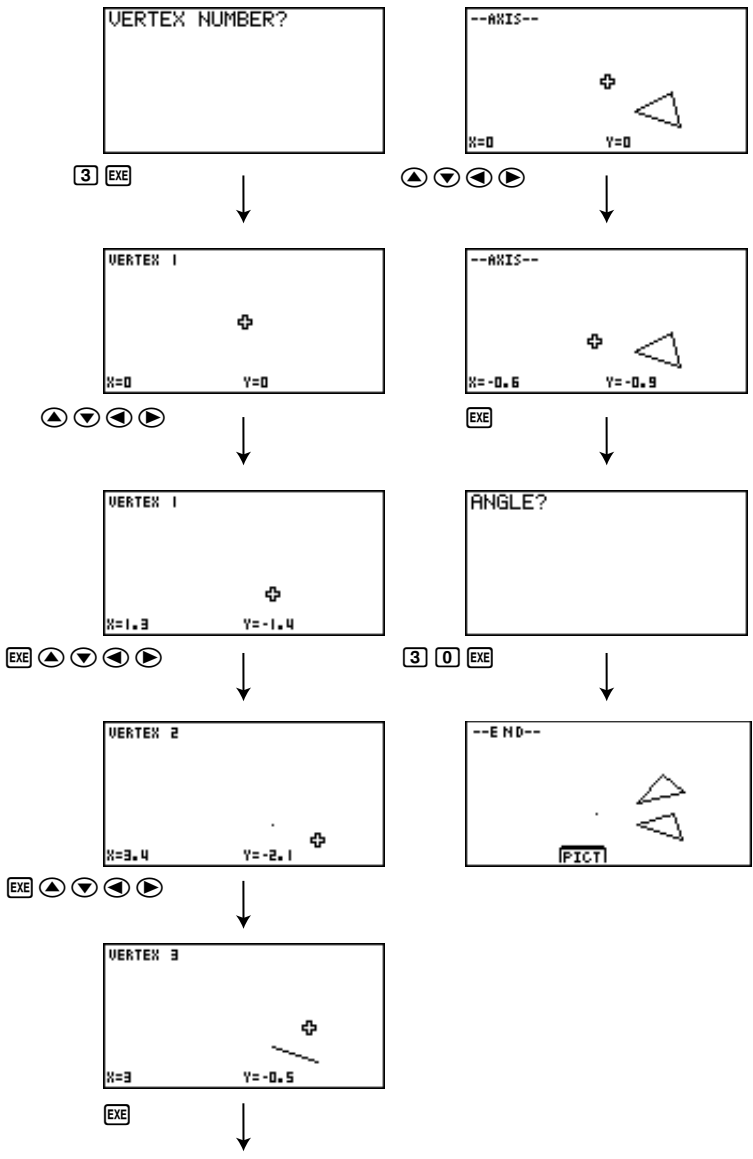 VERTEX NUMBER?
3 EXE
VERTEX 1
X=0 Y=0
VERTEX 1
X=1.3 Y=-1.4
EXE
VERTEX 2
X=3.4 Y=-2.1
EXE
VERTEX 3
X=3 Y=-0.5
EXE
--AXIS--
X=0 Y=0
--AXIS--
X=-0.6 Y=-0.9
EXE
ANGLE?
3 0 EXE
--END--
PICT